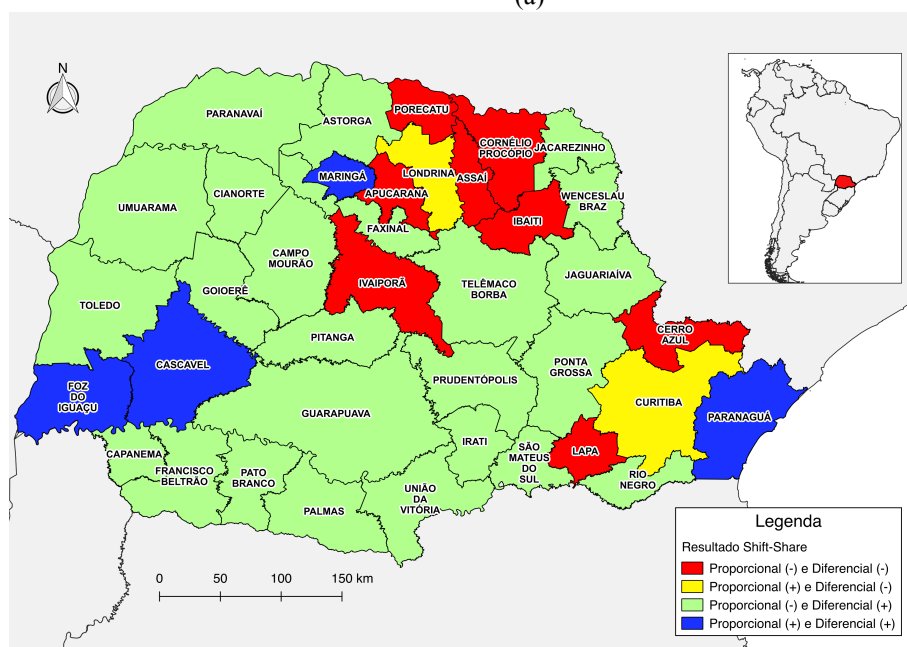 (a)
N
PARANAVAÍ
ASTORGA
PORECATU
CORNÉLIO
PROCÓPIO
JACAREZINHO
MARINGÁ
LONDRINA
ASSAÍ
APUCARANA
WENCESLAU
BRAZ
UMUARAMA
CIANORTE
IBAITI
FAXINAL
CAMPO
MOURÃO
IVAIPORÃ
TELÊMACO
BORBA
JAGUARIAÍVA
TOLEDO
GOIOERÊ
CERRO
AZUL
PITANGA
CASCAVEL
PONTA
GROSSA
FOZ
DO
IGUAÇU
PRUDENTÓPOLIS
CURITIBA
PARANAGUÁ
GUARAPUAVA
IRATI
SÃO
MATEUS
DO
SUL
LAPA
CAPANEMA
FRANCISCO
BELTRÃO
PATO
BRANCO
RIO
NEGRO
UNIÃO
DA
VITÓRIA
PALMAS
0 50 100 150 km
Legenda
Resultado Shift-Share
Proporcional (-) e Diferencial (-)
Proporcional (+) e Diferencial (-)
Proporcional (-) e Diferencial (+)
Proporcional (+) e Diferencial (+)